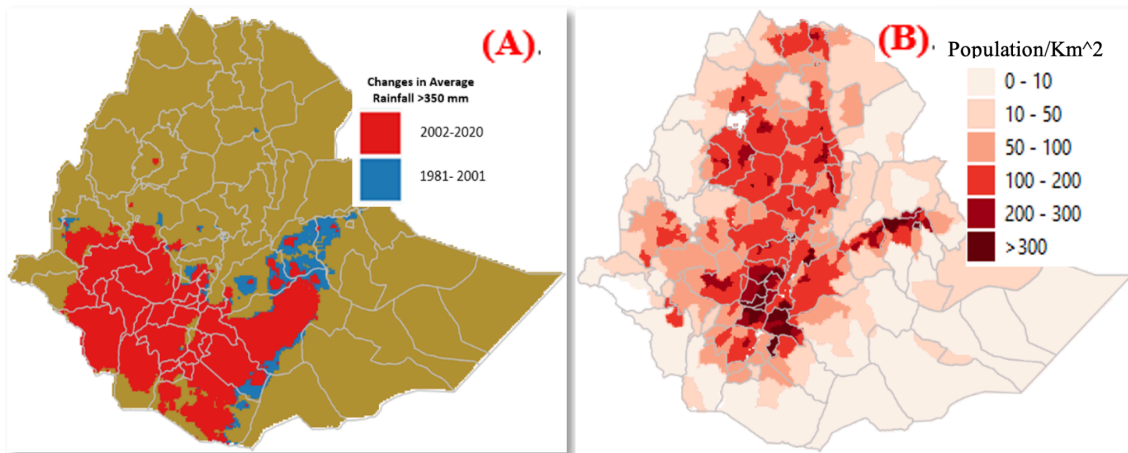 (A).
Changes in Average
Rainfall >350 mm
2002-2020
1981- 2001
(B).
Population/Km^2
0 - 10
10 - 50
50 - 100
100 - 200
200 - 300
>300